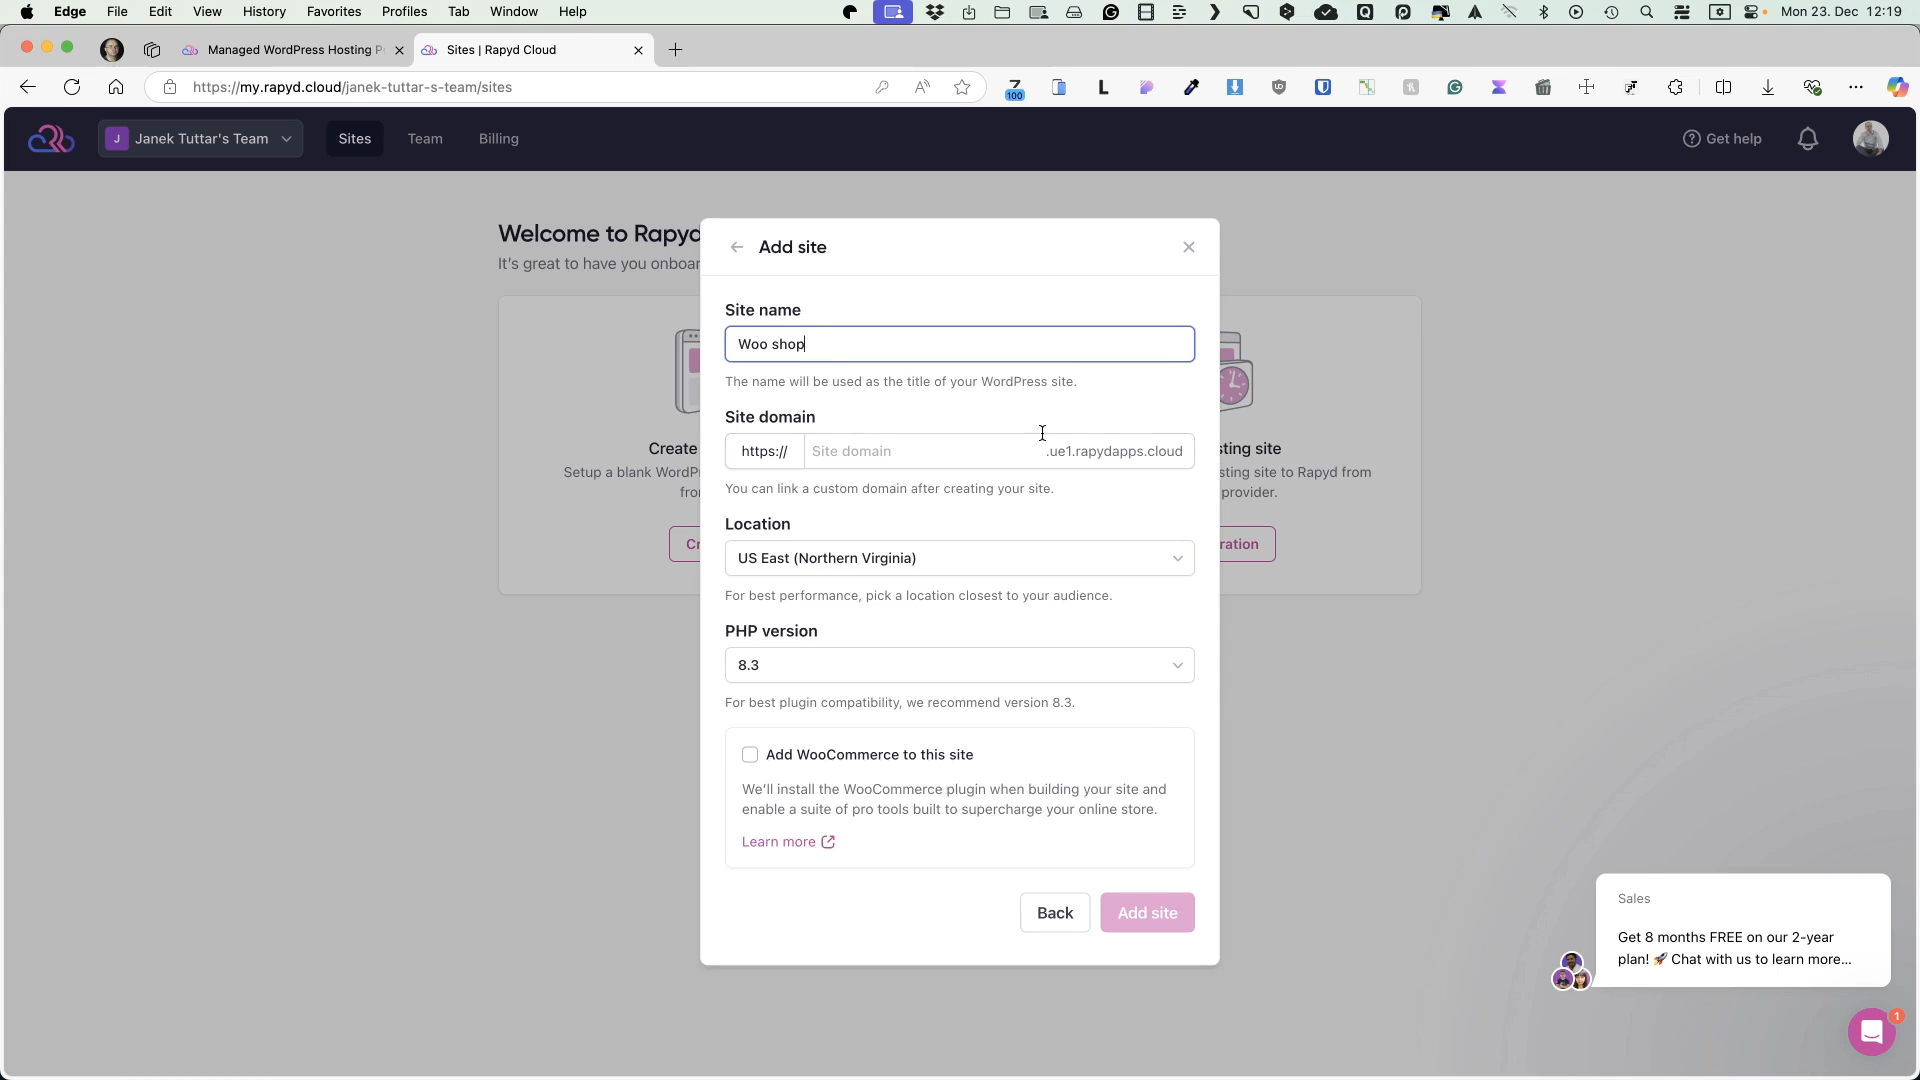 Edge File Edit View History Favorites Profiles Tab Window Help Mon 23. Dec 12:19
Managed WordPress Hosting P
Sites | Rapyd Cloud
https://my.rapyd.cloud/janek-tuttar-s-team/sites
100
J Janek Tuttar's Team Sites Team Billing Get help
Welcome to Rapyd
It's great to have you onboar
Add site
Site name
Woo shop
The name will be used as the title of your WordPress site.
Site domain
https:// Site domain .ue1.rapydapps.cloud
You can link a custom domain after creating your site.
Create
Setup a blank WordP
fro
Cr
sting site
sting site to Rapyd from
provider.
ration
Location
US East (Northern Virginia)
For best performance, pick a location closest to your audience.
PHP version
8.3
For best plugin compatibility, we recommend version 8.3.
Add WooCommerce to this site
We'll install the WooCommerce plugin when building your site and
enable a suite of pro tools built to supercharge your online store.
Learn more
Back Add site
Sales
Get 8 months FREE on our 2-year
plan! 🚀 Chat with us to learn more...
1